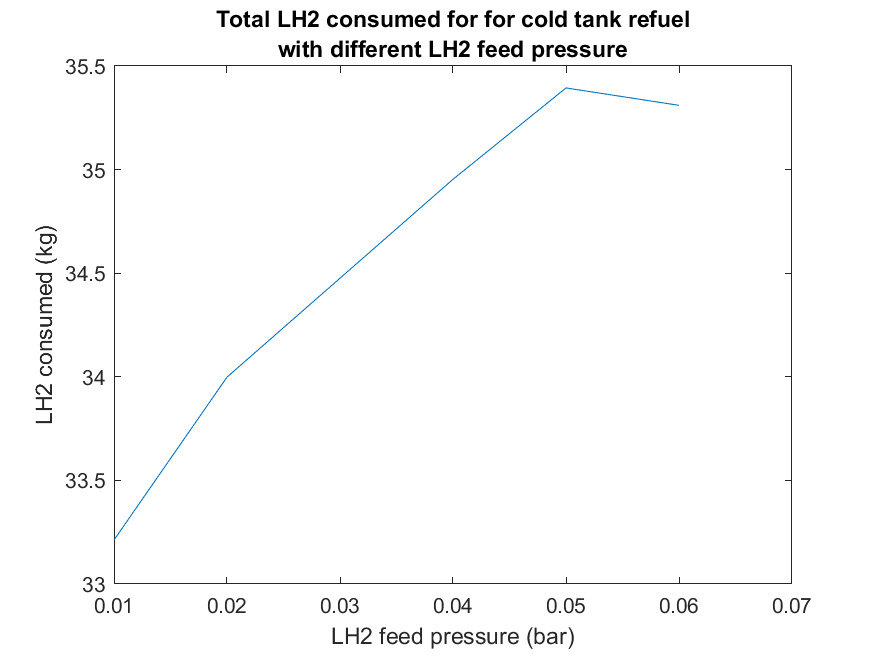 Total LH2 consumed for for cold tank refuel
with different LH2 feed pressure
35.5
35
34.5
34
33.5
33
LH2 consumed (kg)
0.01 0.02 0.03 0.04 0.05 0.06 0.07
LH2 feed pressure (bar)